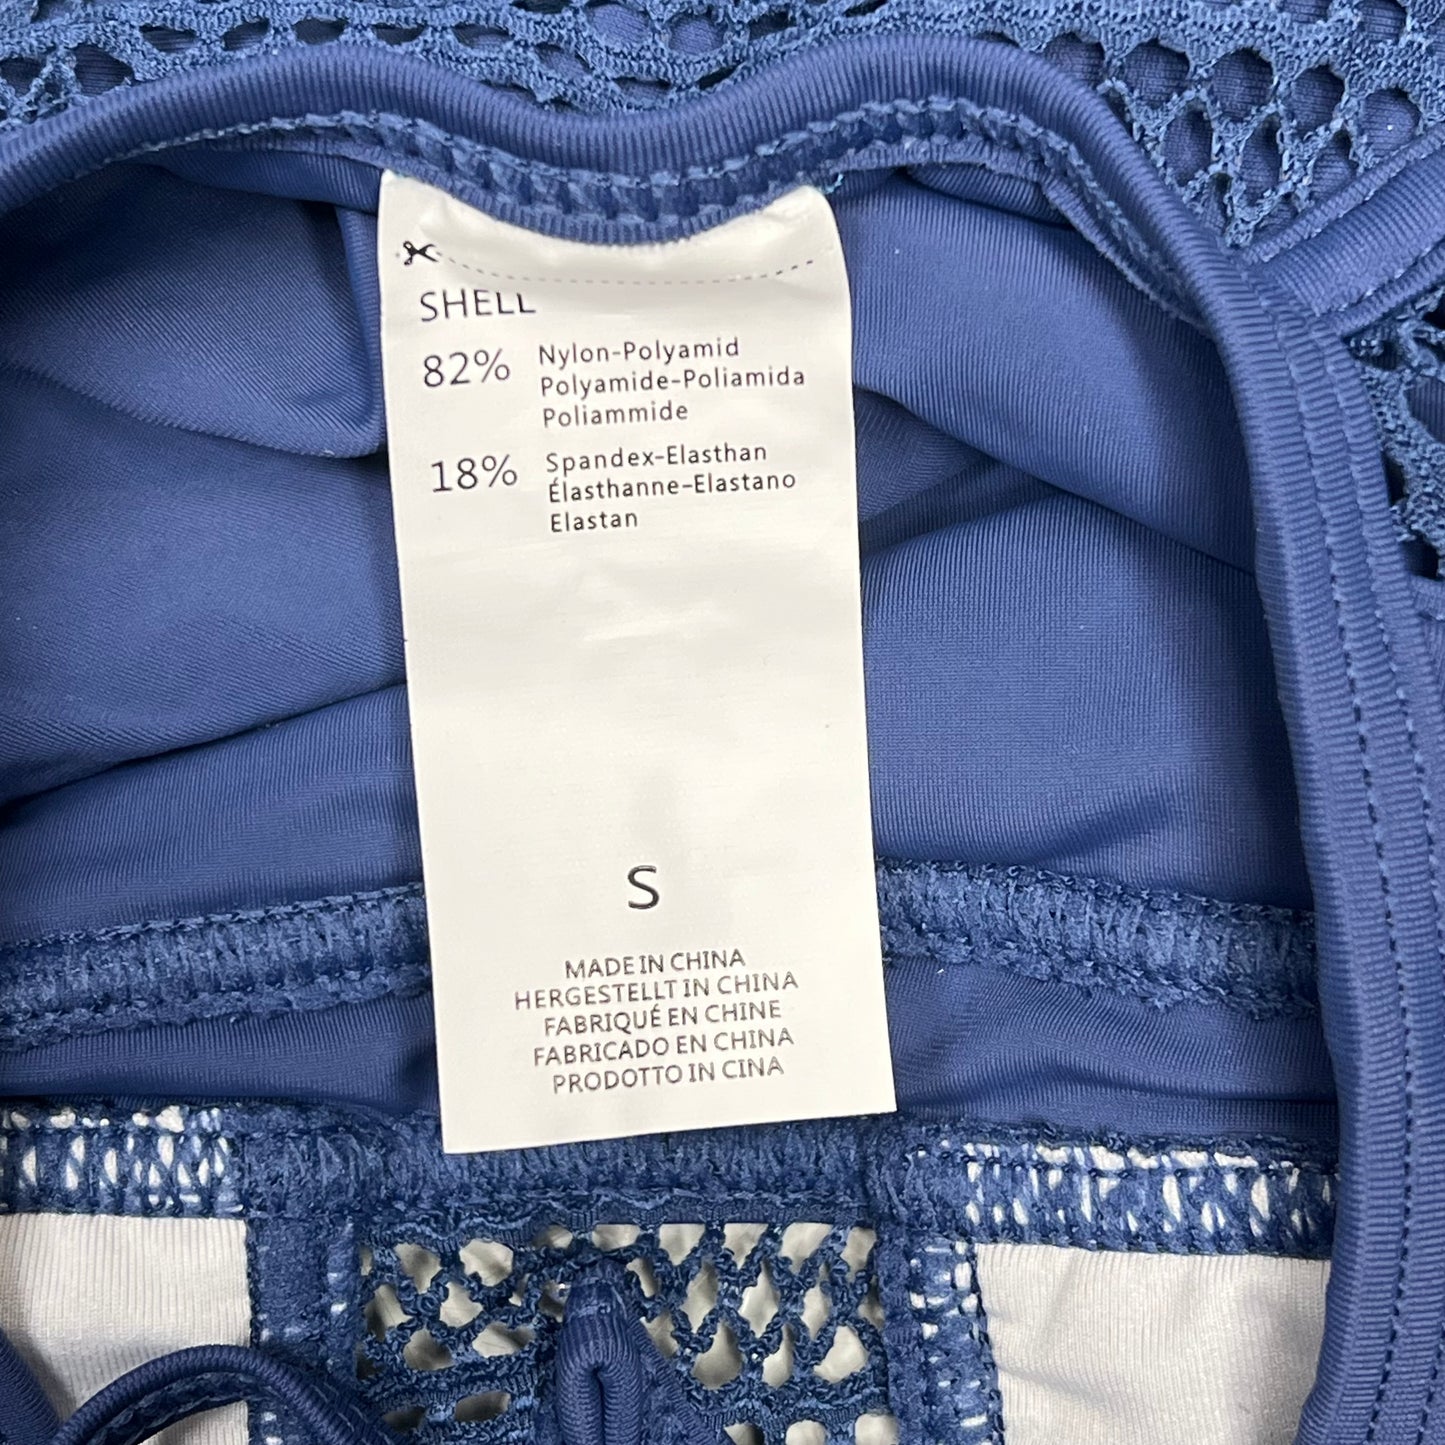 SHELL
82% Nylon-Polyamid
Polyamide-Poliamida
Poliammide
18% Spandex-Elasthan
Élasthanne-Elastano
Elastan
S
MADE IN CHINA
HERGESTELLT IN CHINA
FABRIQUÉ EN CHINE
FABRICADO EN CHINA
PRODOTTO IN CINA